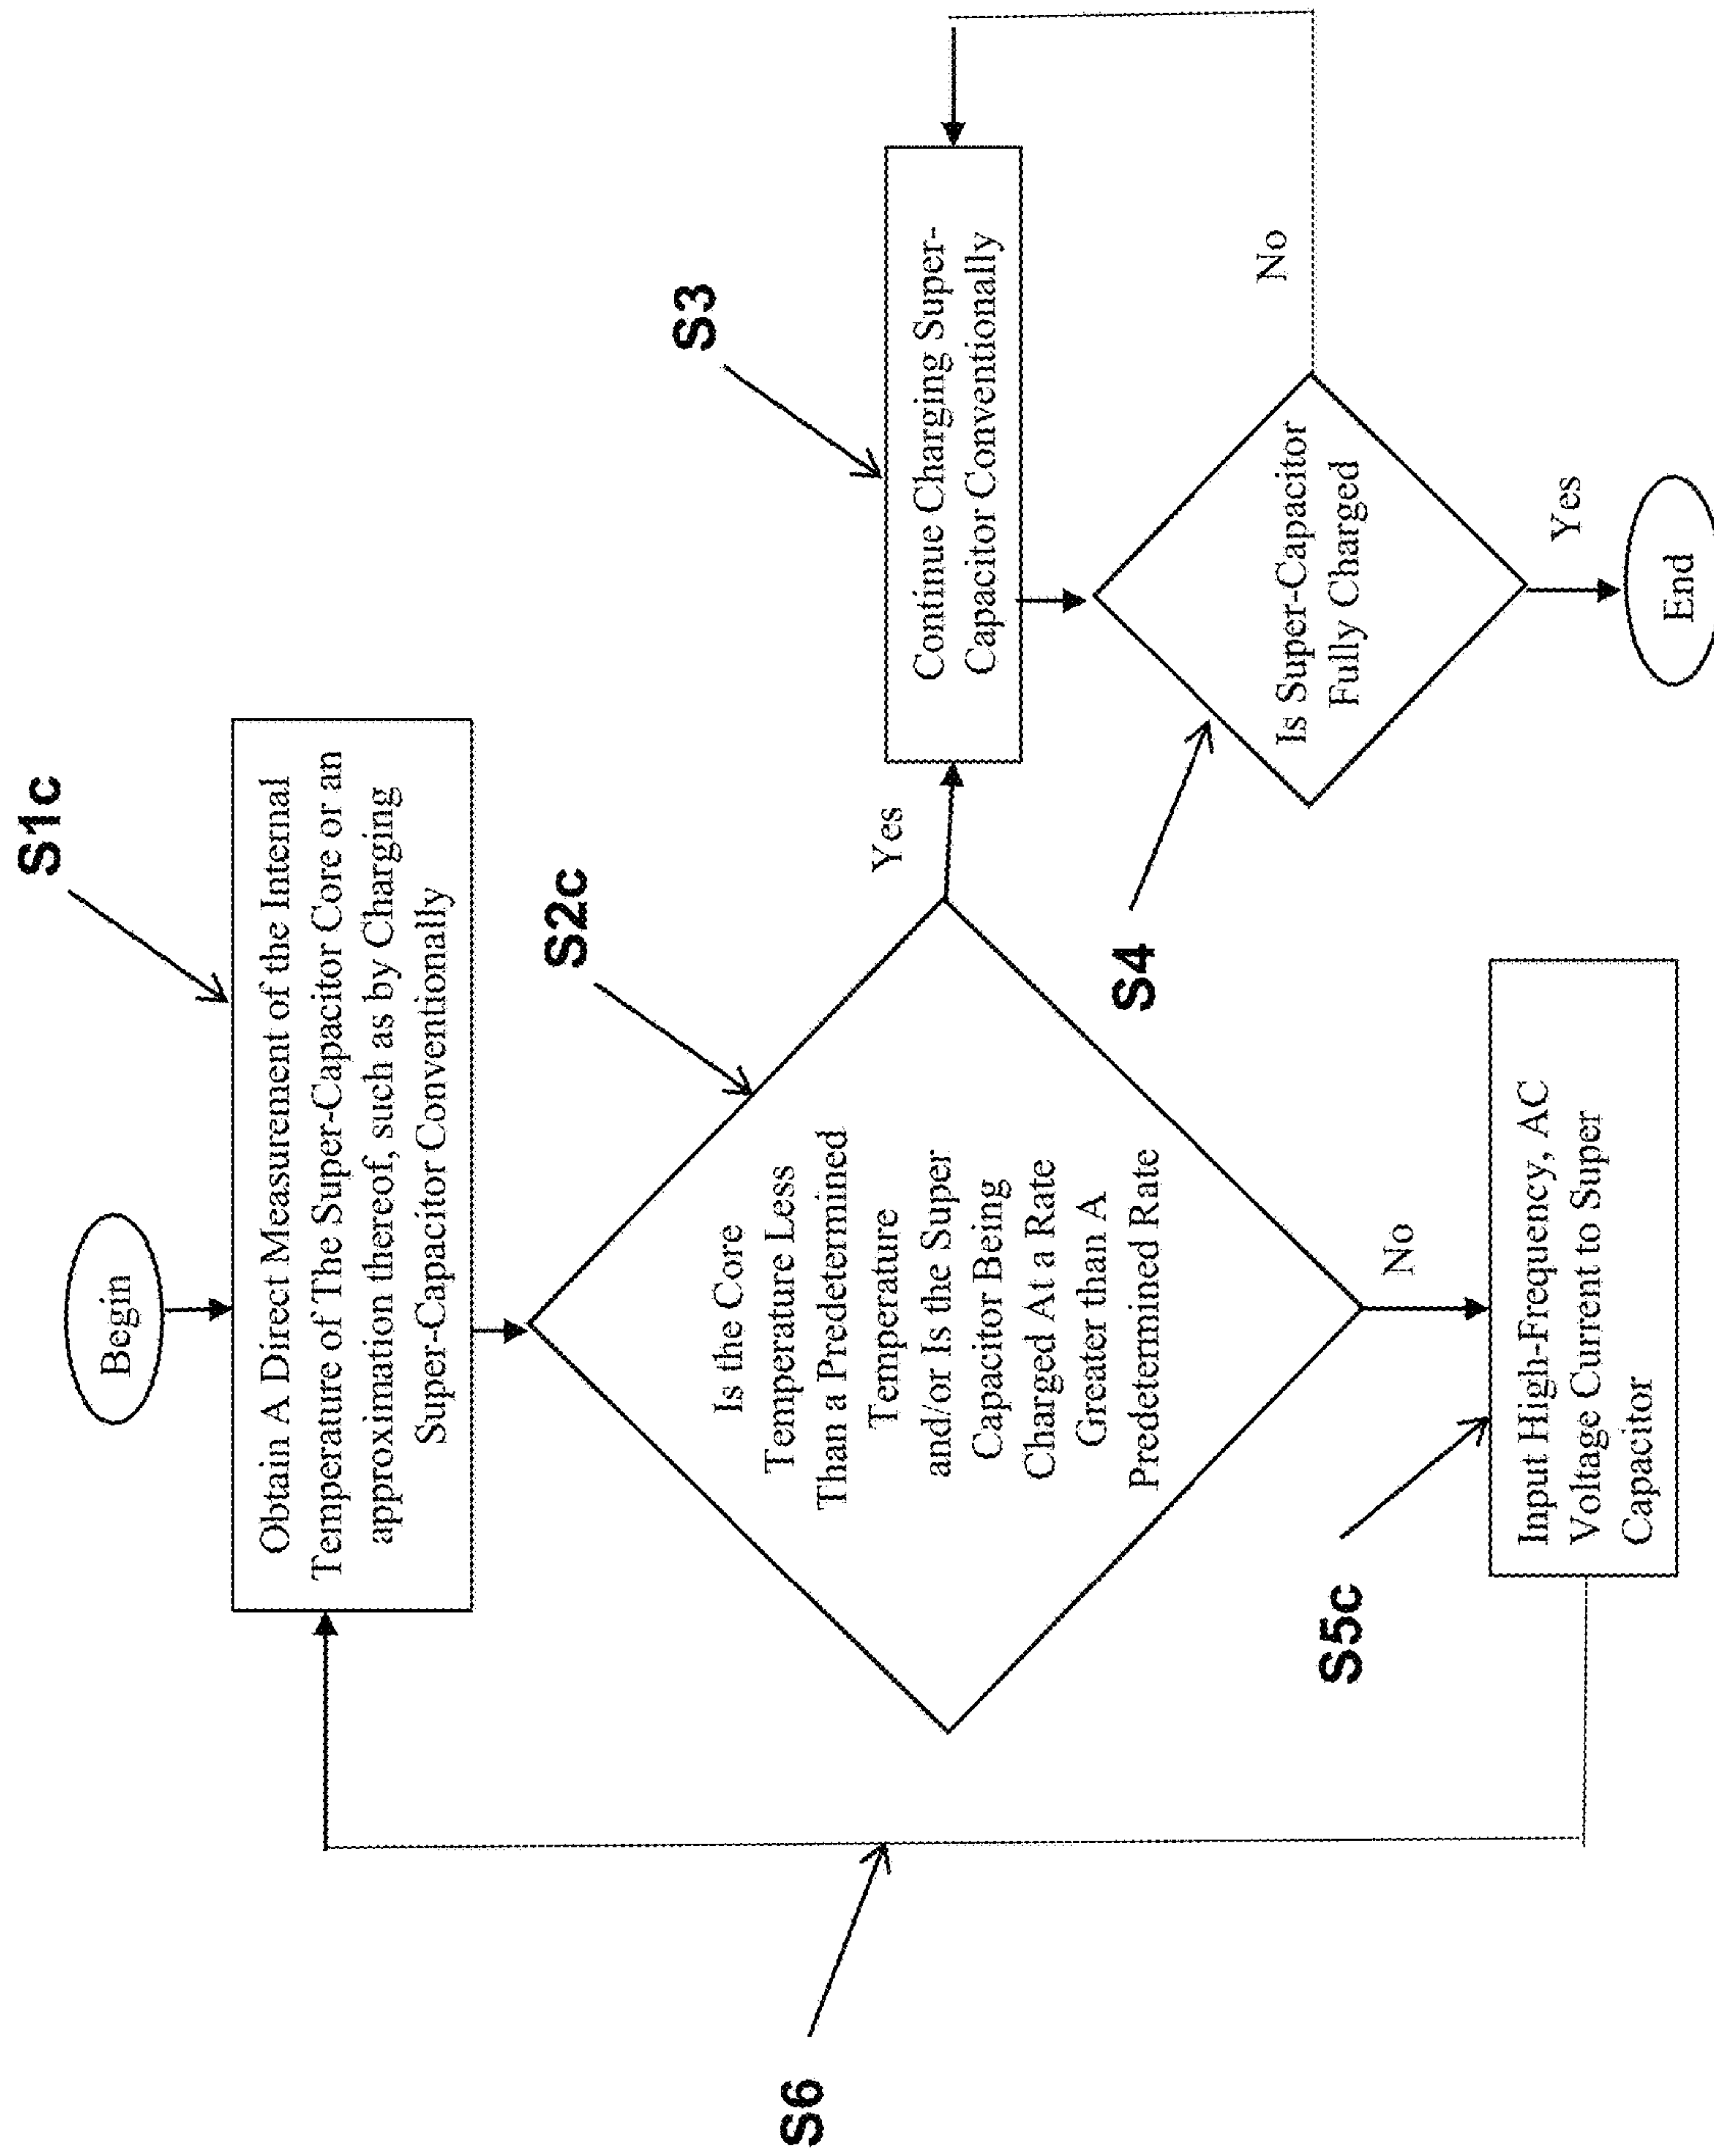 Begin
S1c
Obtain A Direct Measurement of the Internal
Temperature of The Super-Capacitor Core or an
approximation thereof, such as by Charging
Super-Capacitor Conventionally
S2c
Is the Core
Temperature Less
Than a Predetermined
Temperature
and/or Is the Super
Capacitor Being
Charged At a Rate
Greater than A
Predetermined Rate
Yes
S3
Continue Charging Super-
Capacitor Conventionally
S4
Is Super-Capacitor
Fully Charged
No
Yes
End
No
S5c
Input High-Frequency, AC
Voltage Current to Super
Capacitor
S6